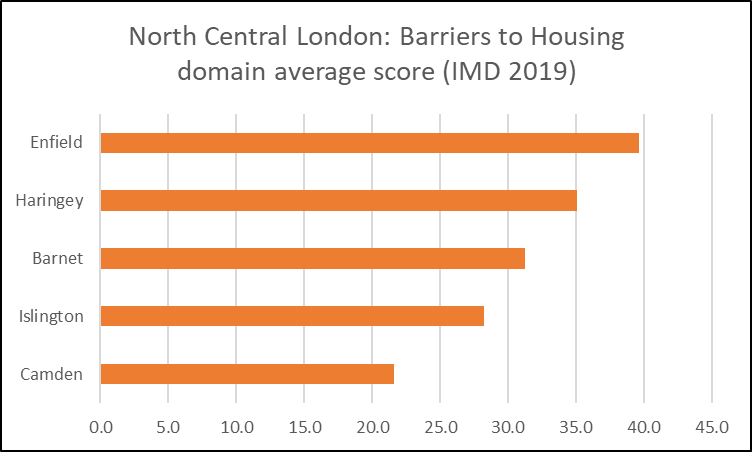 North Central London: Barriers to Housing
domain average score (IMD 2019)
Enfield
Haringey
Barnet
Islington
Camden
0.0 5.0 10.0 15.0 20.0 25.0 30.0 35.0 40.0 45.0